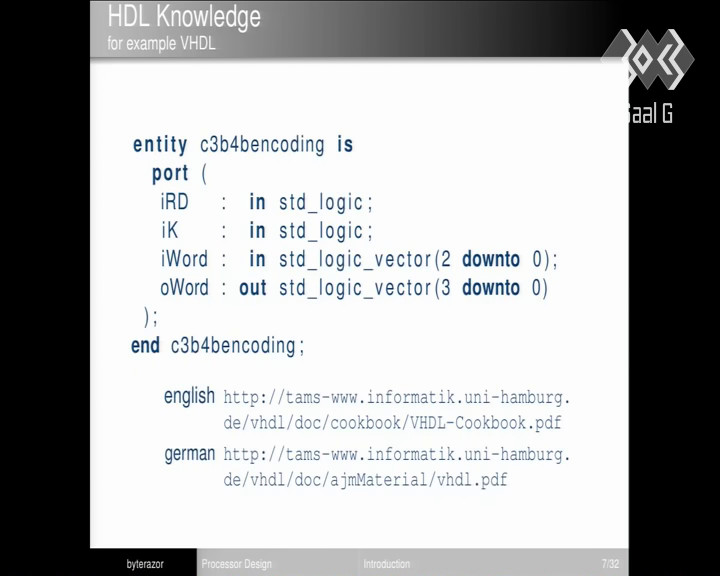 HDL Knowledge
for example VHDL
aal G
entity c3b4bencoding is
port (
iRD : in std_logic;
iK : in std_logic;
iWord : in std_logic_vector(2 downto 0);
oWord : out std_logic_vector(3 downto 0)
);
end c3b4bencoding;
english http://tams-www.informatik.uni-hamburg.
de/vhdl/doc/cookbook/VHDL-Cookbook.pdf
german http://tams-www.informatik.uni-hamburg.
de/vhdl/doc/ajmMaterial/vhdl.pdf
byterazor Processor Design Introduction 7/32